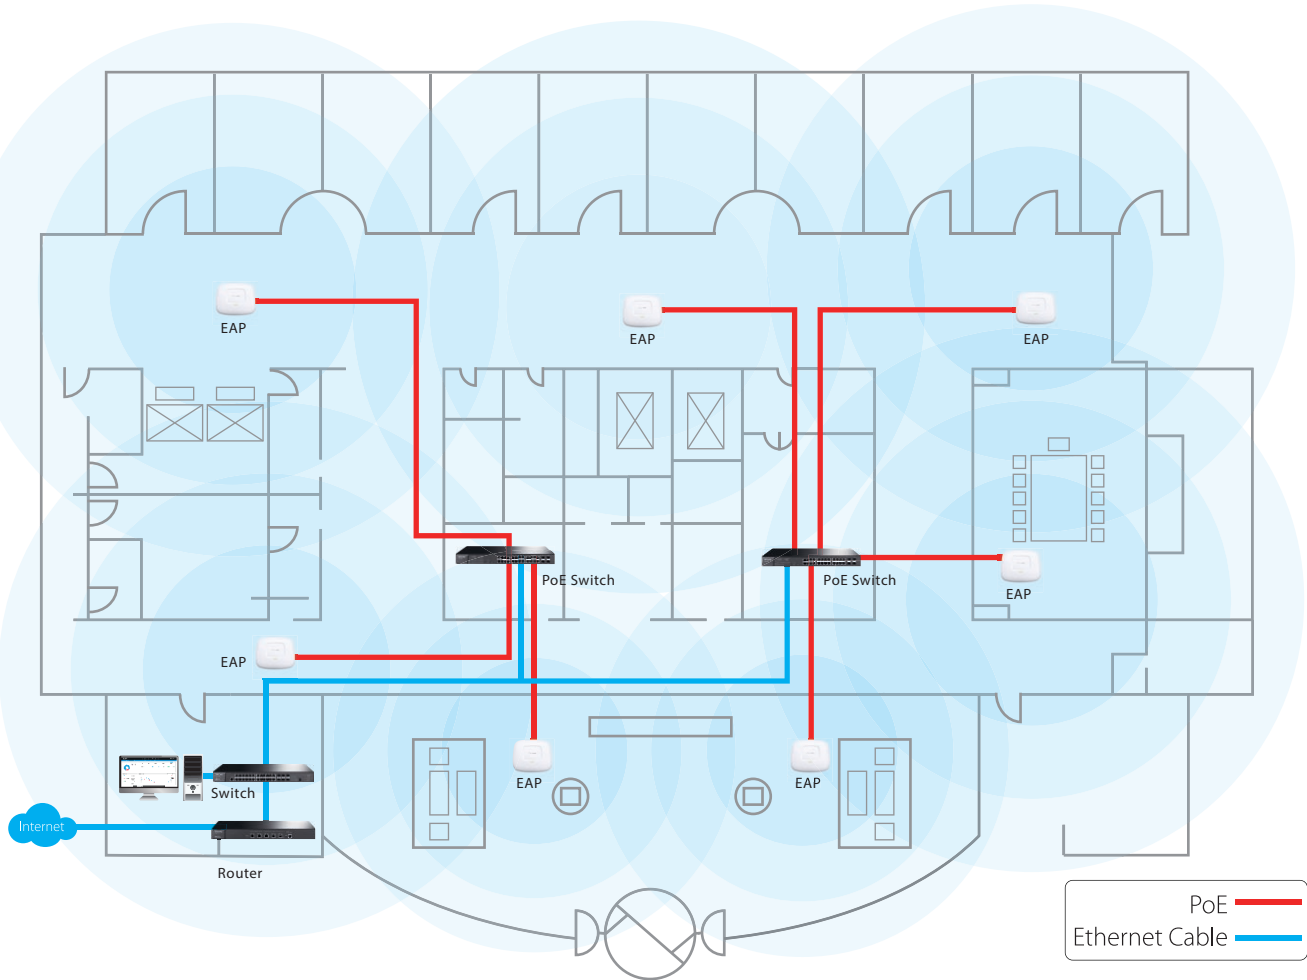 EAP
EAP
EAP
PoE Switch
PoE Switch
EAP
EAP
EAP
EAP
Switch
Internet
Router
PoE
Ethernet Cable